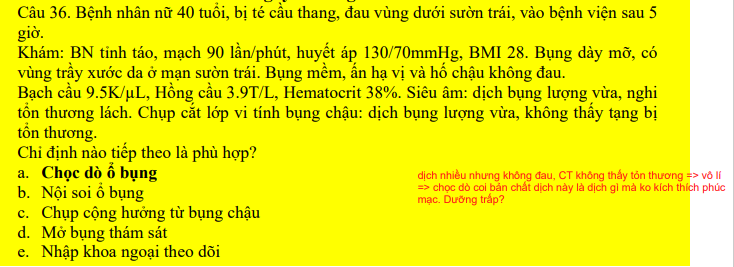 Câu 36. Bệnh nhân nữ 40 tuổi, bị té cầu thang, đau vùng dưới sườn trái, vào bệnh viện sau 5
giờ.
Khám: BN tỉnh táo, mạch 90 lần/phút, huyết áp 130/70mmHg, BMI 28. Bụng dày mỡ, có
vùng trầy xước da ở mạn sườn trái. Bụng mềm, ấn hạ vị và hố chậu không đau.
Bạch cầu 9.5K/µL, Hồng cầu 3.9T/L, Hematocrit 38%. Siêu âm: dịch bụng lượng vừa, nghi
tổn thương lách. Chụp cắt lớp vi tính bụng chậu: dịch bụng lượng vừa, không thấy tạng bị
tổn thương.
Chỉ định nào tiếp theo là phù hợp?
a. Chọc dò ổ bụng
b. Nội soi ổ bụng
c. Chụp cộng hưởng từ bụng chậu
d. Mở bụng thám sát
e. Nhập khoa ngoại theo dõi
dịch nhiều nhưng không đau, CT không thấy tổn thương => vô lí
=> chọc dò coi bản chất dịch này là dịch gì mà ko kích thích phúc
mạc. Dưỡng trấp?